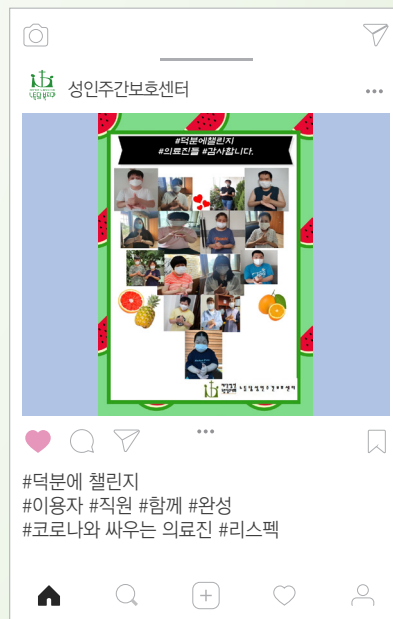 성인주간보호센터
#덕분에챌린지
#의료진들 #감사합니다.
#덕분에 챌린지
#이용자 #직원 #함께 #완성
#코로나와 싸우는 의료진 #리스펙